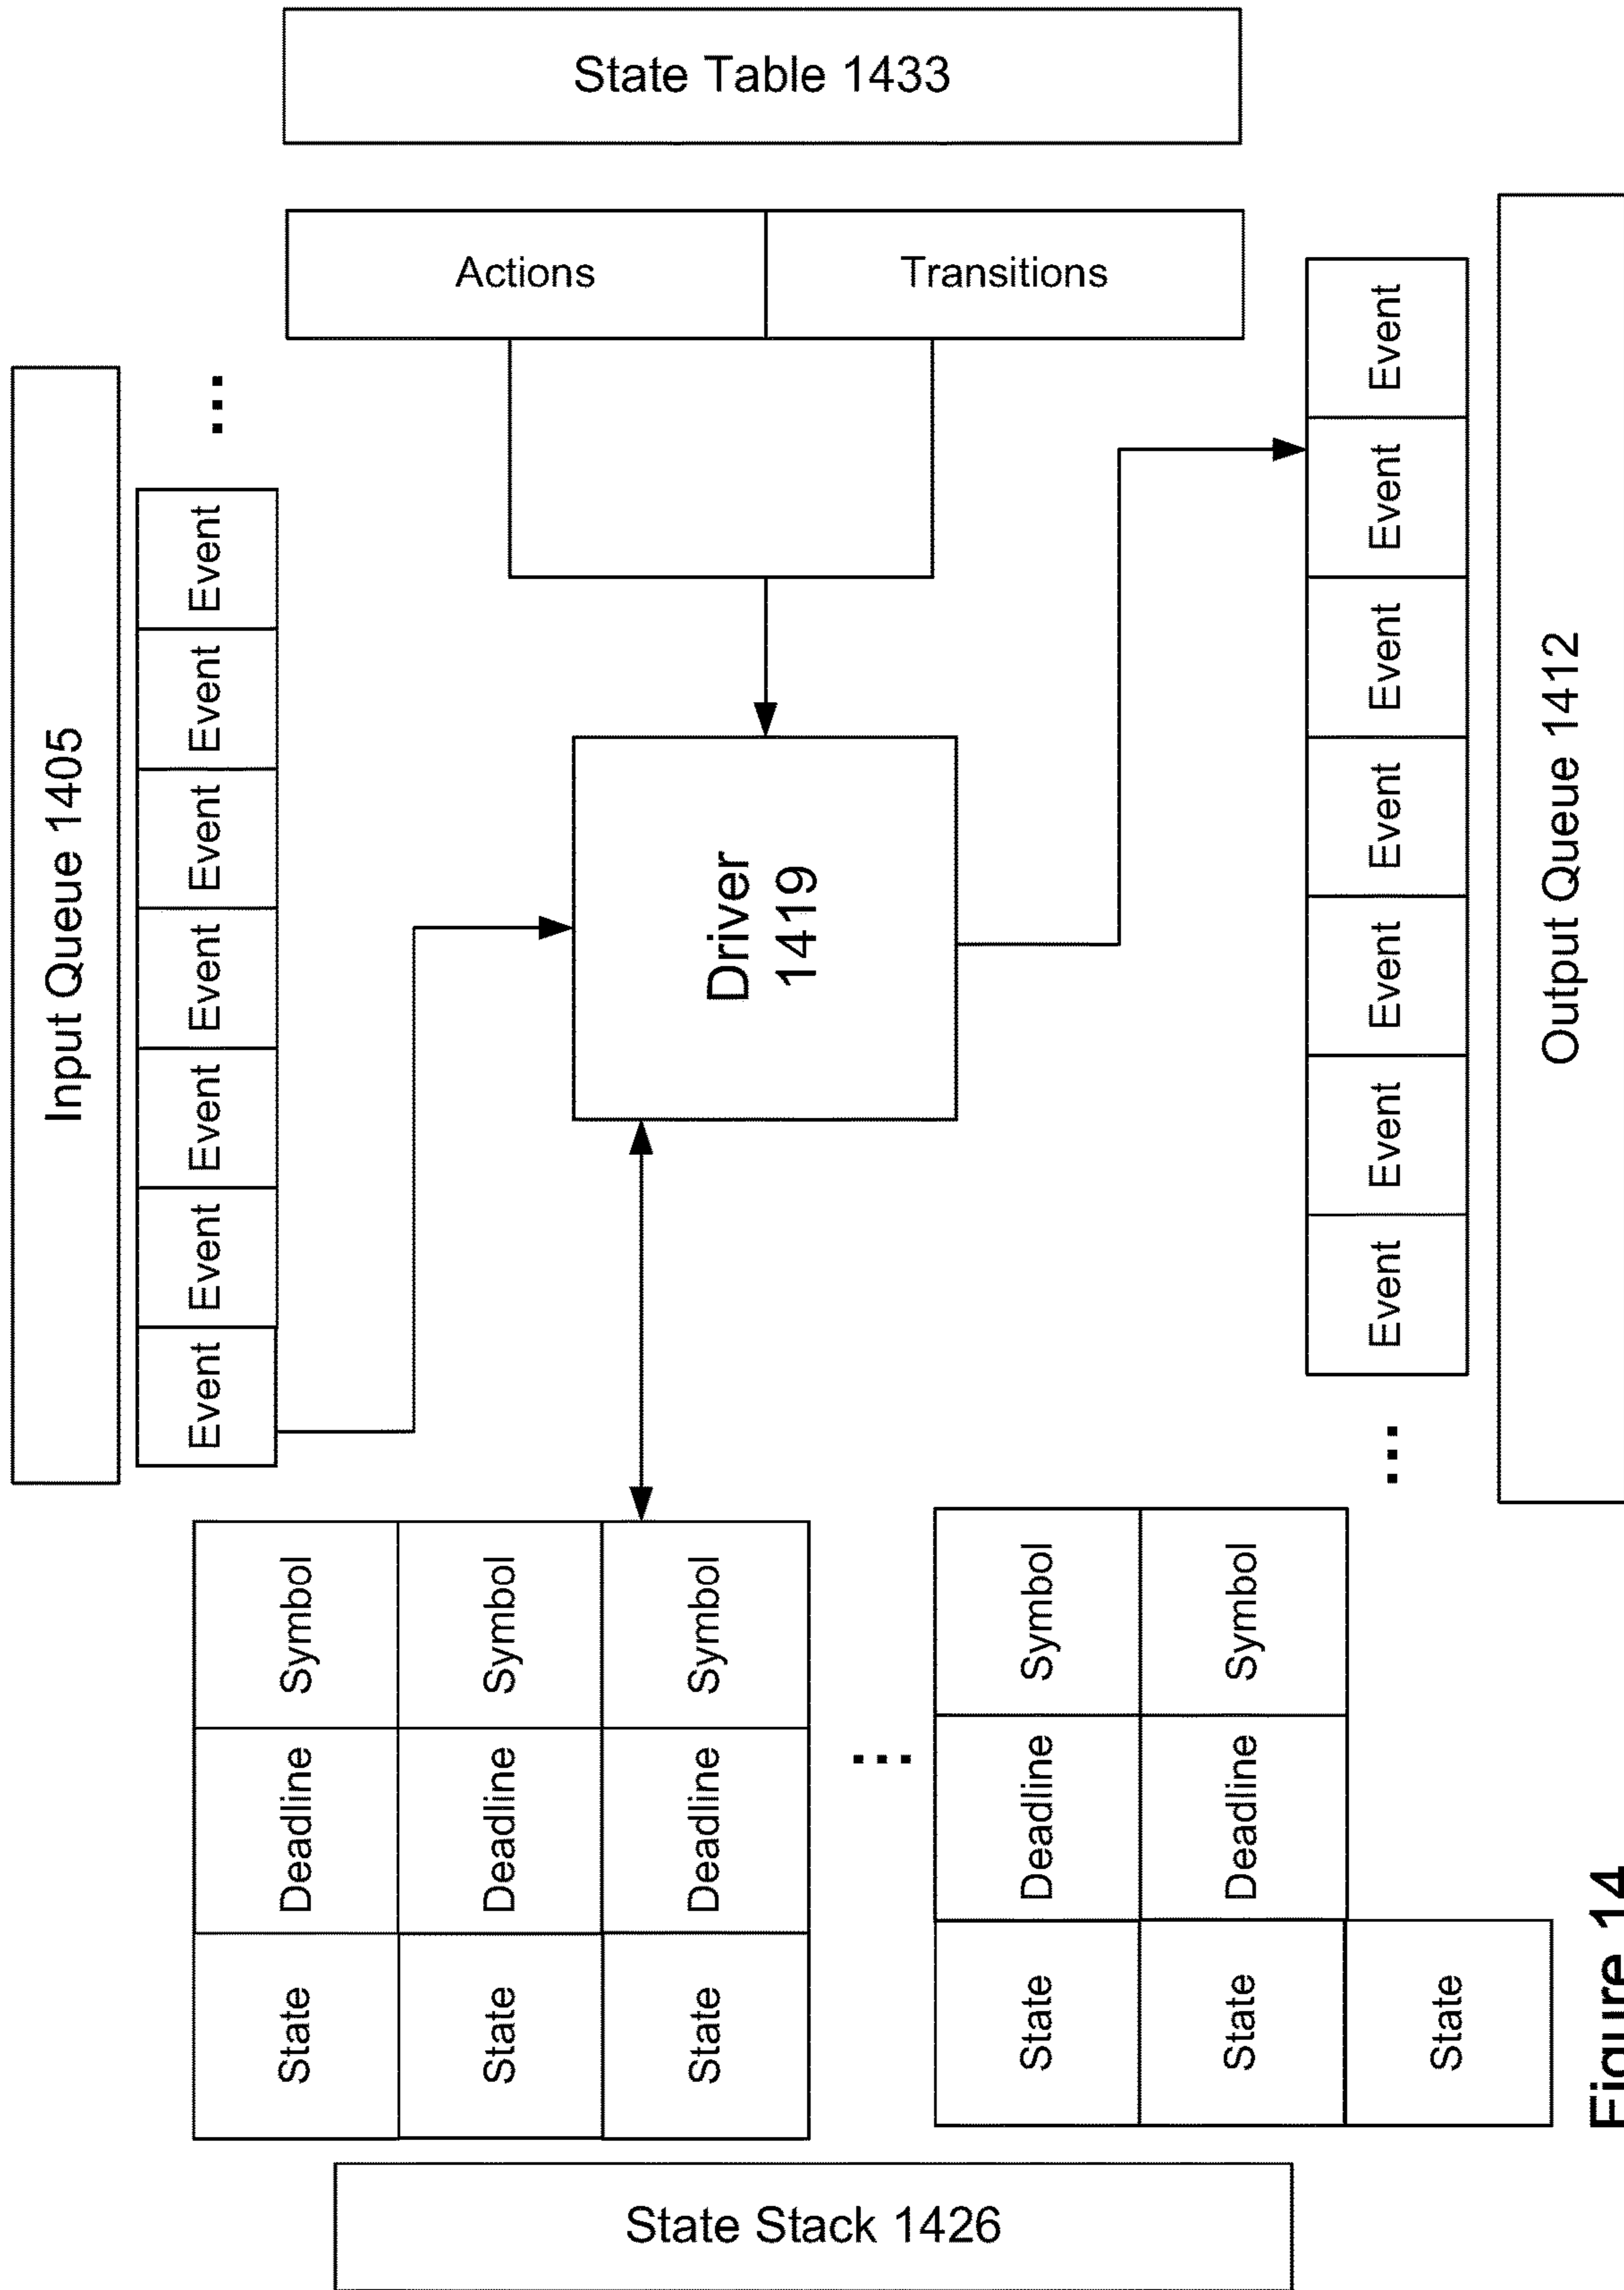 Input Queue 1405
Event Event Event Event Event Event Event ...
State Stack 1426
State Deadline Symbol
State Deadline Symbol
State Deadline Symbol
...
State Deadline Symbol
State Deadline Symbol
State
Driver
1419
Actions
Transitions
State Table 1433
... Event Event Event Event Event Event Event
Output Queue 1412
Figure 14